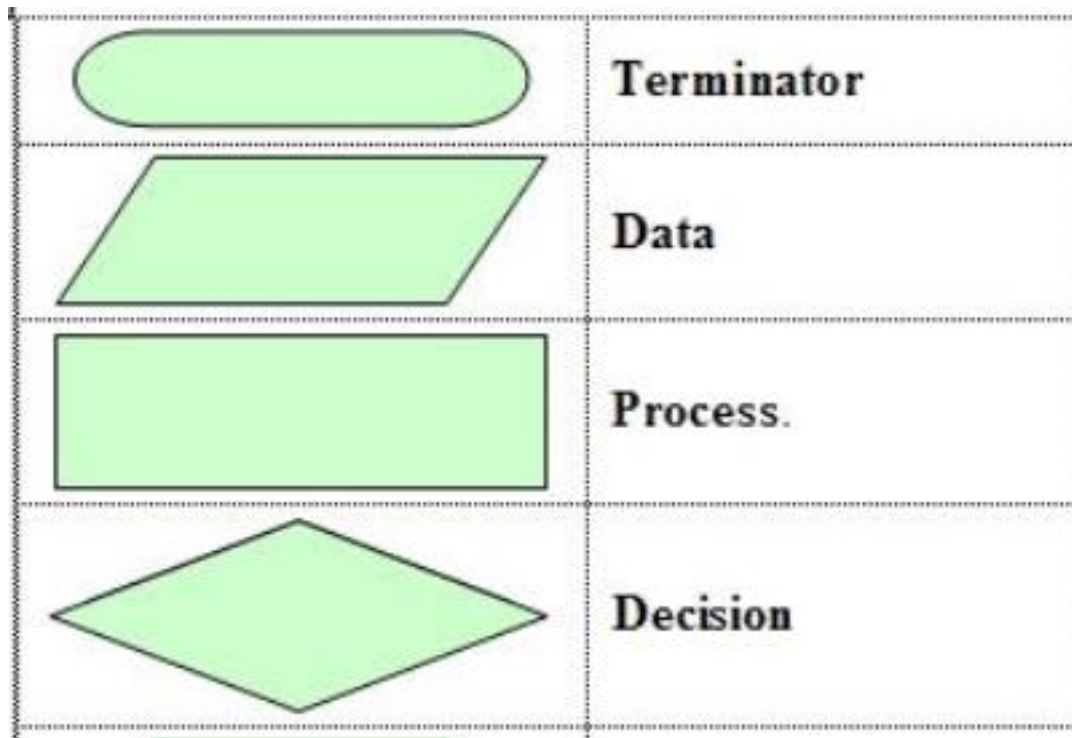 Terminator
Data
Process.
Decision